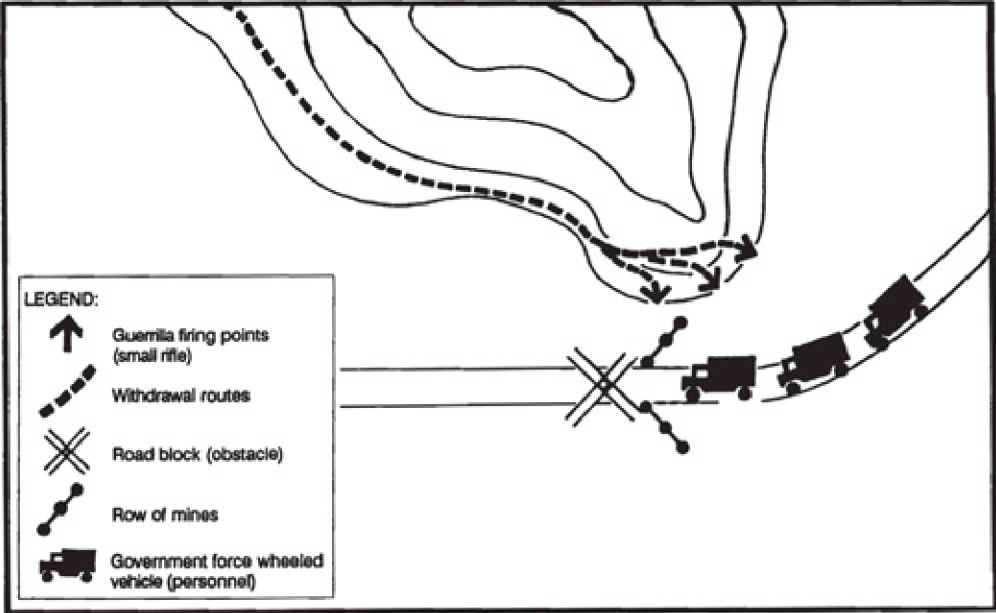 LEGEND:
Guerrilla firing points
(small rifle)
Withdrawal routes
Road block (obstacle)
Row of mines
Government force wheeled
vehicle (personnel)